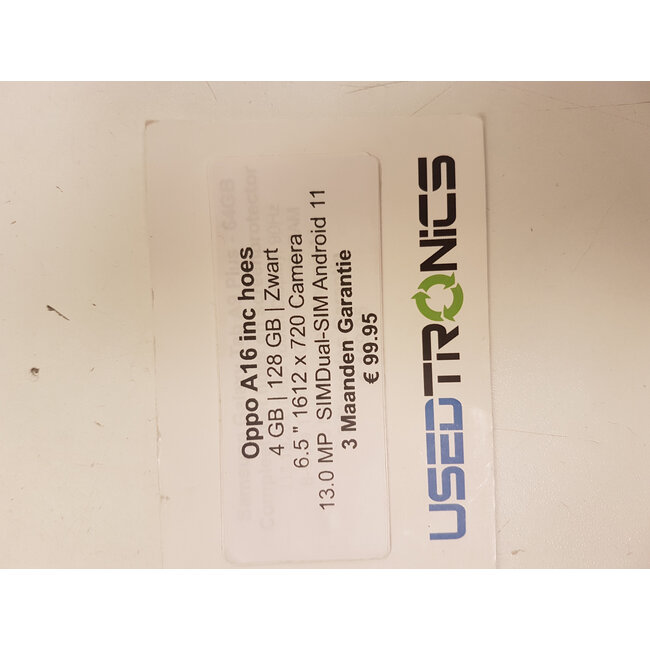 Oppo A16 inc hoes
4 GB | 128 GB | Zwart
6.5 " 1612 x 720 Camera
13.0 MP SIMDual-SIM Android 11
3 Maanden Garantie
€ 99.95
USEDTRONiCS